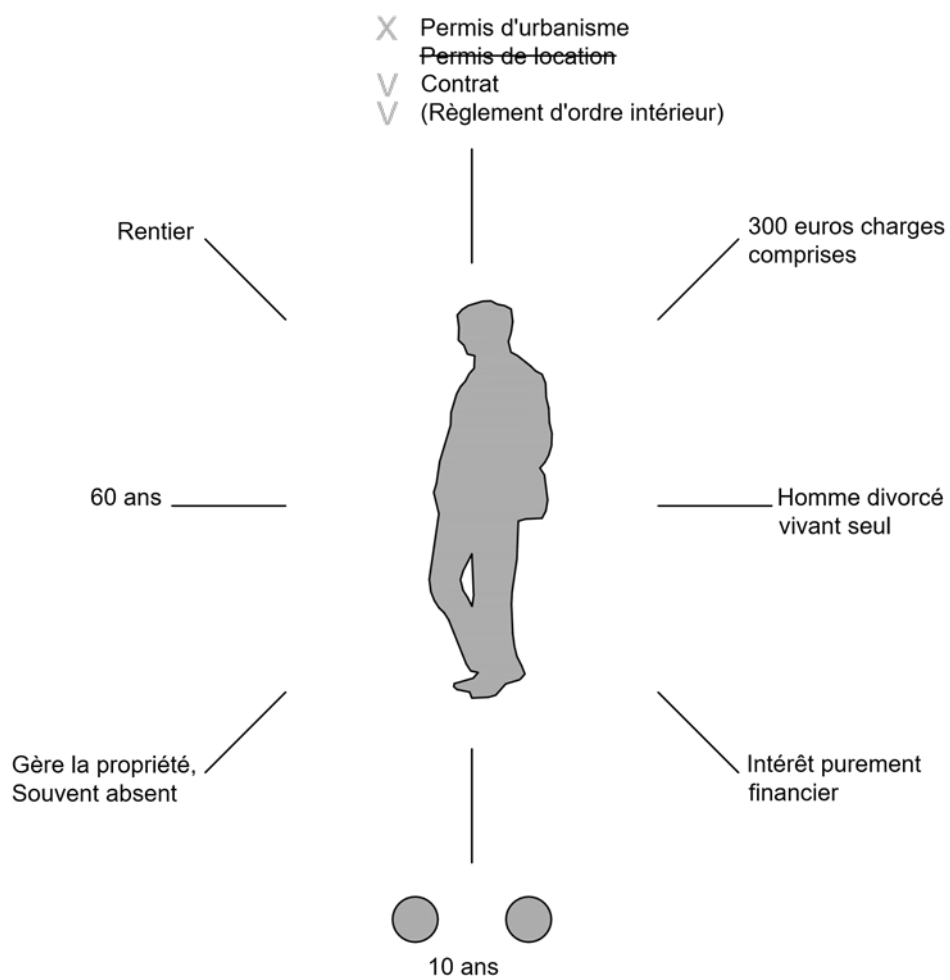 X Permis d'urbanisme
Permis de location
V Contrat
V (Règlement d'ordre intérieur)
Rentier
300 euros charges
comprises
60 ans
Homme divorcé
vivant seul
Gère la propriété,
Souvent absent
Intérêt purement
financier
10 ans